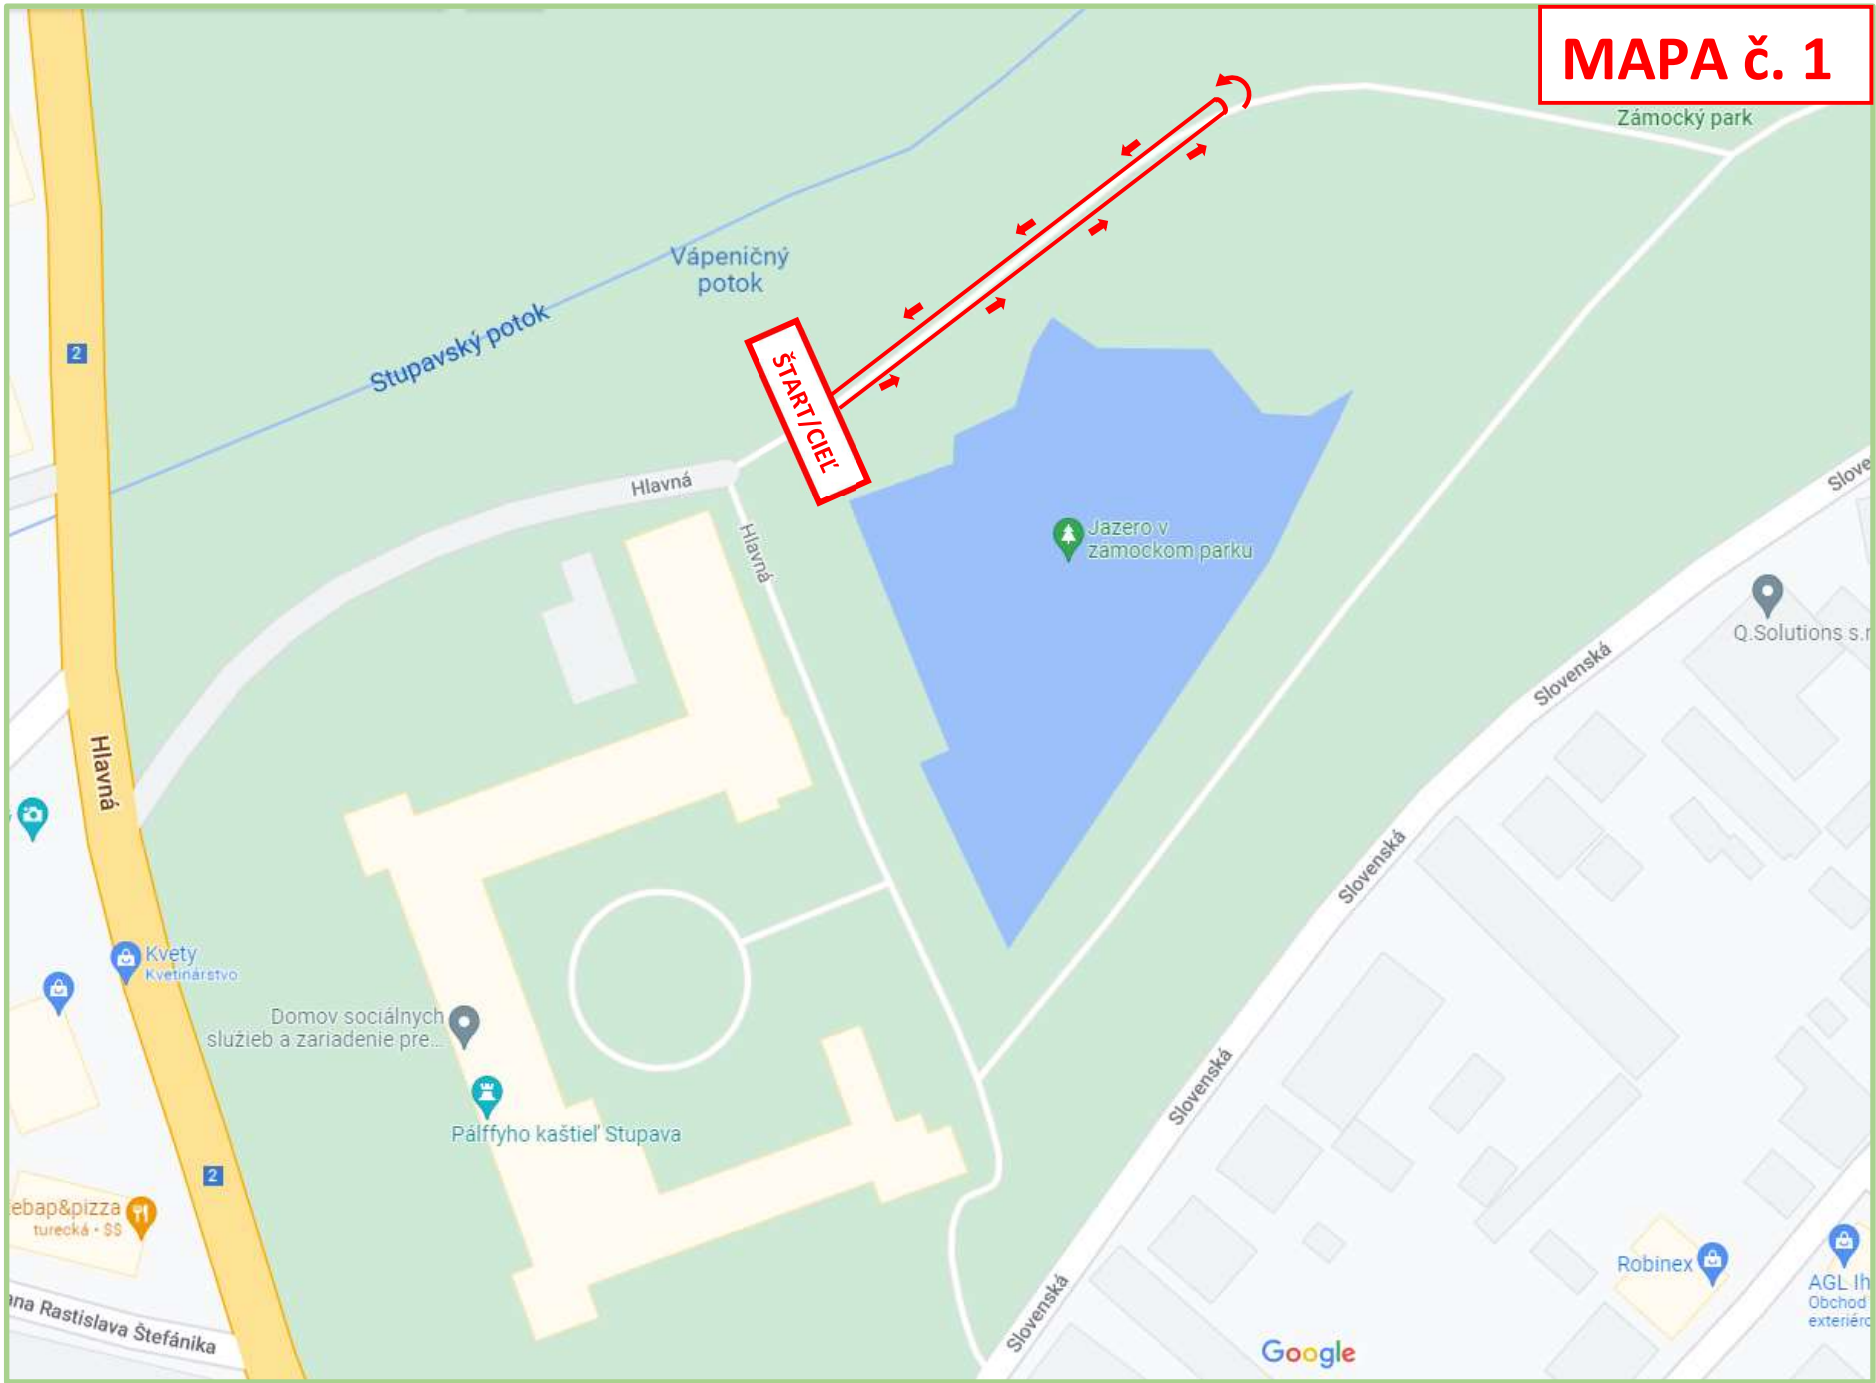 MAPA č. 1
Zámocký park
Vápeničný
potok
Stupavský potok
2
ŠTART/CIEĽ
Hlavná
Hlavná
Jazero v
zámockom parku
Slove
Q.Solutions s.r
Slovenská
Hlavná
Slovenská
Kvety
Kvetinárstvo
Domov sociálnych
služieb a zariadenie pre...
Slovenská
Pálffyho kaštieľ Stupava
2
ebap&pizza
turecká • $$
Robinex
AGL Ih
Obchod
exteriéro
ana Rastislava Štefánika
Slovenská
Google